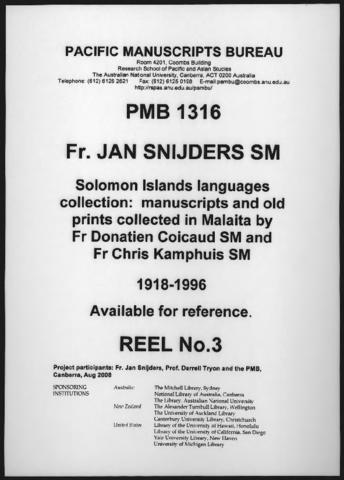 PACIFIC MANUSCRIPTS BUREAU
Room 4201, Coombs Building
Research School of Pacific and Asian Studies
The Australian National University, Canberra, ACT 0200 Australia
Telephone: (612) 6125 2521 Fax: (612) 6125 0198 E-mail:pambu@coombs.anu.edu.au
http://rspas.anu.edu.au/pambu/
PMB 1316
Fr. JAN SNIJDERS SM
Solomon Islands languages
collection: manuscripts and old
prints collected in Malaita by
Fr Donatien Coicaud SM and
Fr Chris Kamphuis SM
1918-1996
Available for reference.
REEL No.3
Project participants: Fr. Jan Snijders, Prof. Darrell Tryon and the PMB,
Canberra, Aug 2008
SPONSORING INSTITUTIONS
Australia: The Mitchell Library, Sydney
National Library of Australia, Canberra
The Library, Australian National University
New Zealand The Alexander Turnbull Library, Wellington
The University of Auckland Library
Canterbury University Library, Christchurch
United States Library of the University of Hawaii, Honolulu
Library of the University of California, San Diego
Yale University Library, New Haven
University of Michigan Library